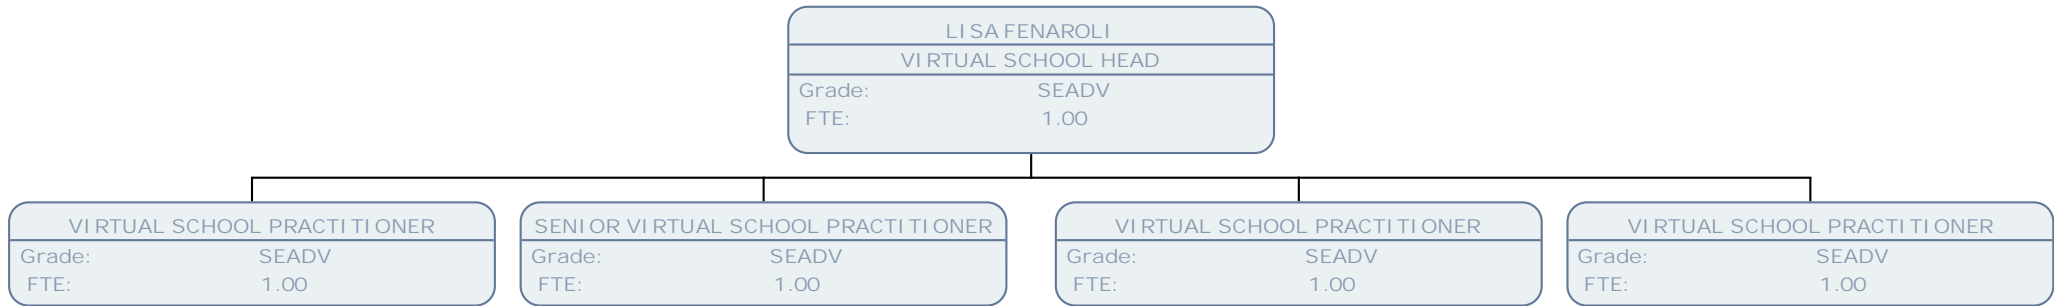 LISA FENAROLI
VIRTUAL SCHOOL HEAD
Grade: SEADV
FTE: 1.00
VIRTUAL SCHOOL PRACTITIONER
Grade: SEADV
FTE: 1.00
SENIOR VIRTUAL SCHOOL PRACTITIONER
Grade: SEADV
FTE: 1.00
VIRTUAL SCHOOL PRACTITIONER
Grade: SEADV
FTE: 1.00
VIRTUAL SCHOOL PRACTITIONER
Grade: SEADV
FTE: 1.00